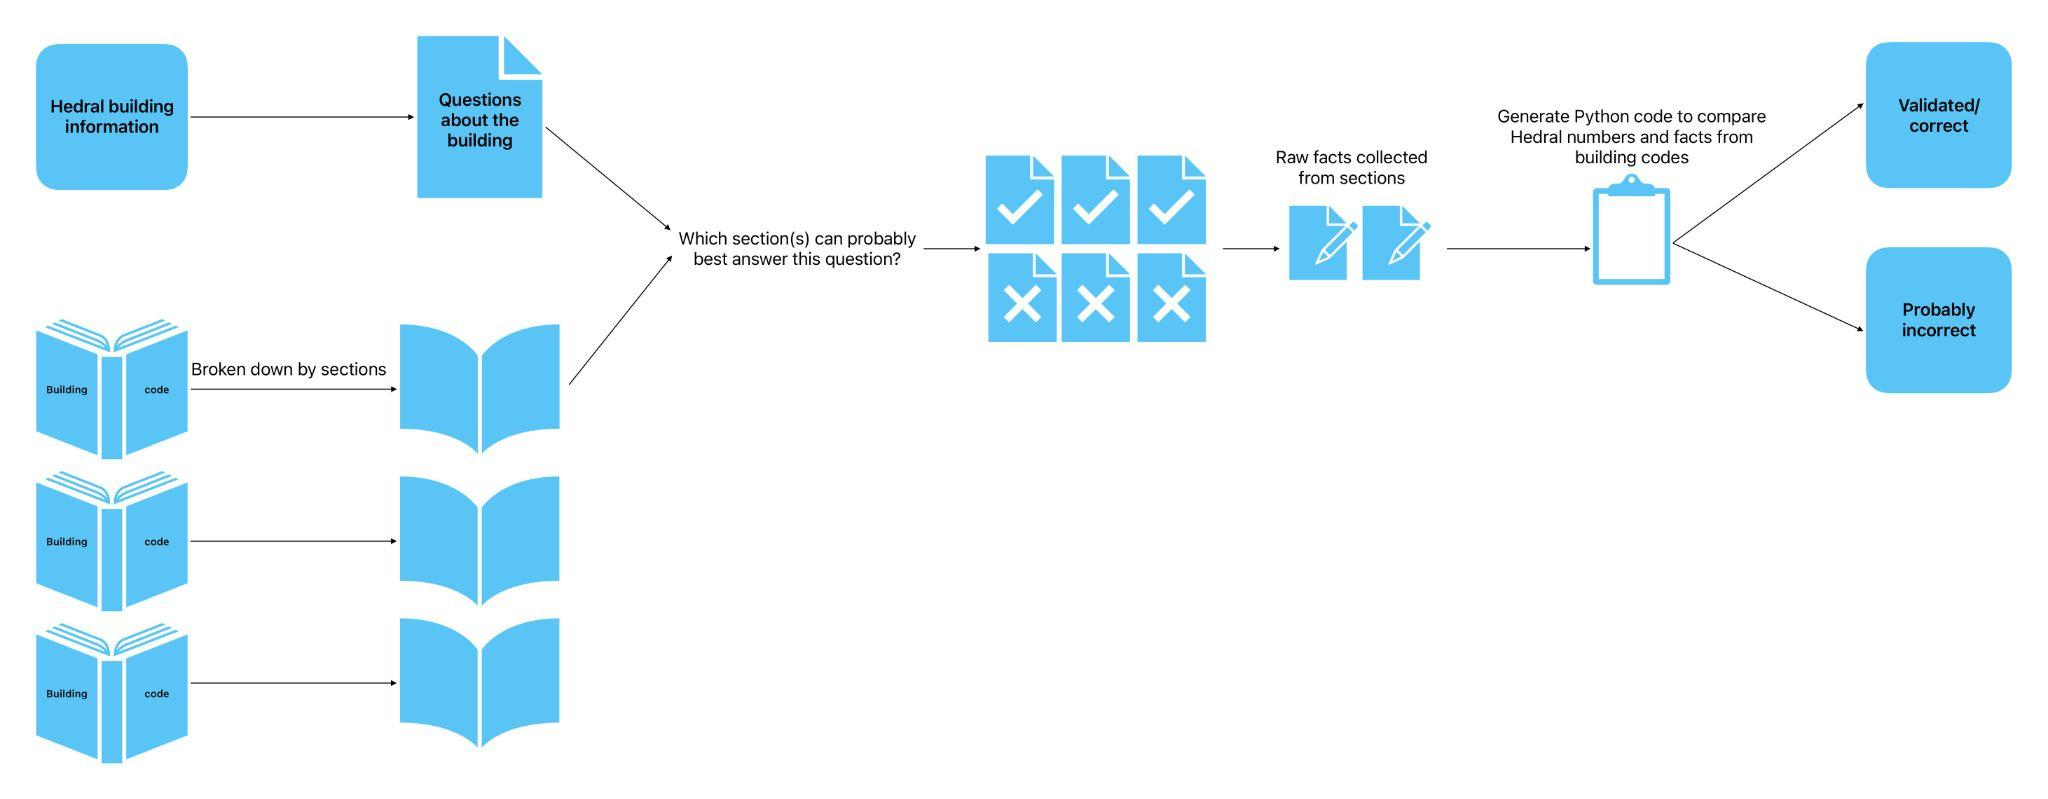 Hedral building
information
Questions
about the
building
Which section(s) can probably
best answer this question?
Raw facts collected
from sections
Generate Python code to compare
Hedral numbers and facts from
building codes
Validated/
correct
Probably
incorrect
Broken down by sections
Building code
Building code
Building code